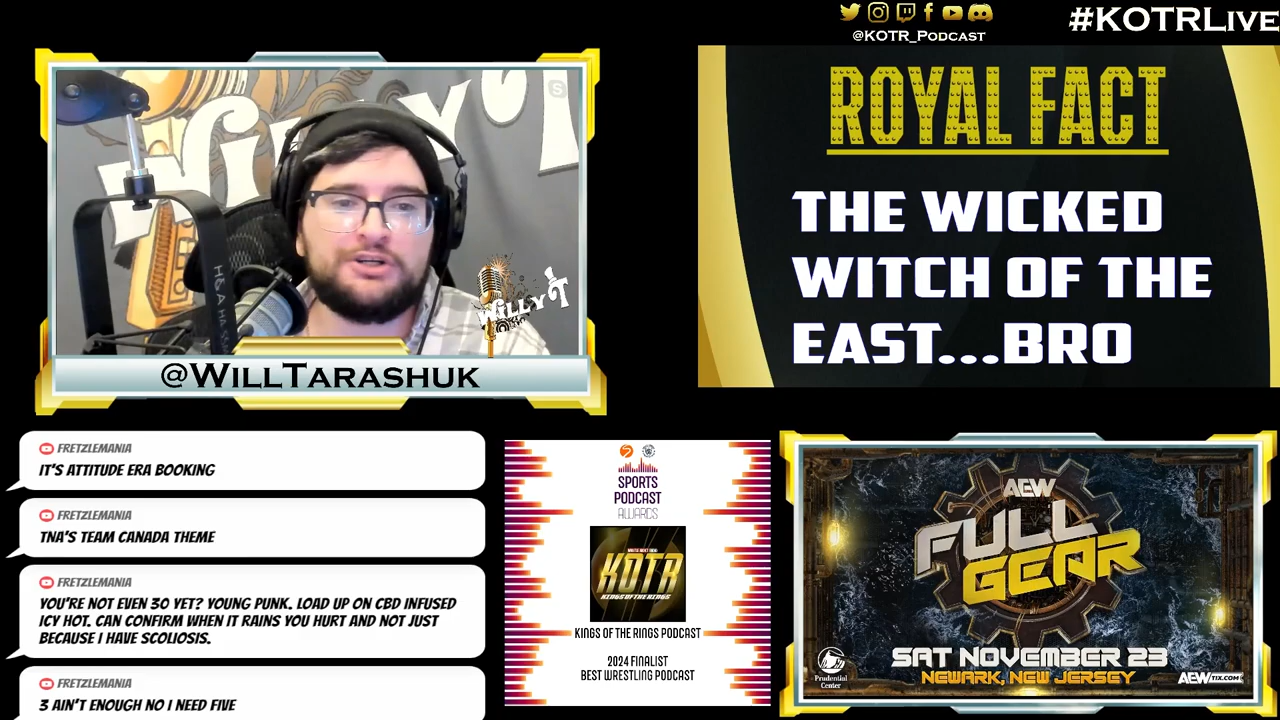 @KOTR_Podcast
#KOTRLive
Willy T
WILLY T
@WillTarashuk
ROYAL FACT
THE WICKED
WITCH OF THE
EAST...BRO
FRETZLEMANIA
IT'S ATTITUDE ERA BOOKING
FRETZLEMANIA
TNA'S TEAM CANADA THEME
FRETZLEMANIA
YOU'RE NOT EVEN 30 YET? YOUNG PUNK. LOAD UP ON CBD INFUSED
ICY HOT. CAN CONFIRM WHEN IT RAINS YOU HURT AND NOT JUST
BECAUSE I HAVE SCOLIOSIS.
FRETZLEMANIA
3 AIN'T ENOUGH NO I NEED FIVE
SPORTS
PODCAST
AWARDS
KOTR
KINGS OF THE RINGS
KINGS OF THE RINGS PODCAST
2024 FINALIST
BEST WRESTLING PODCAST
AEW
FULL
GEAR
SAT NOVEMBER 23
NEWARK, NEW JERSEY
Prudential
Center
AEWTIX.COM